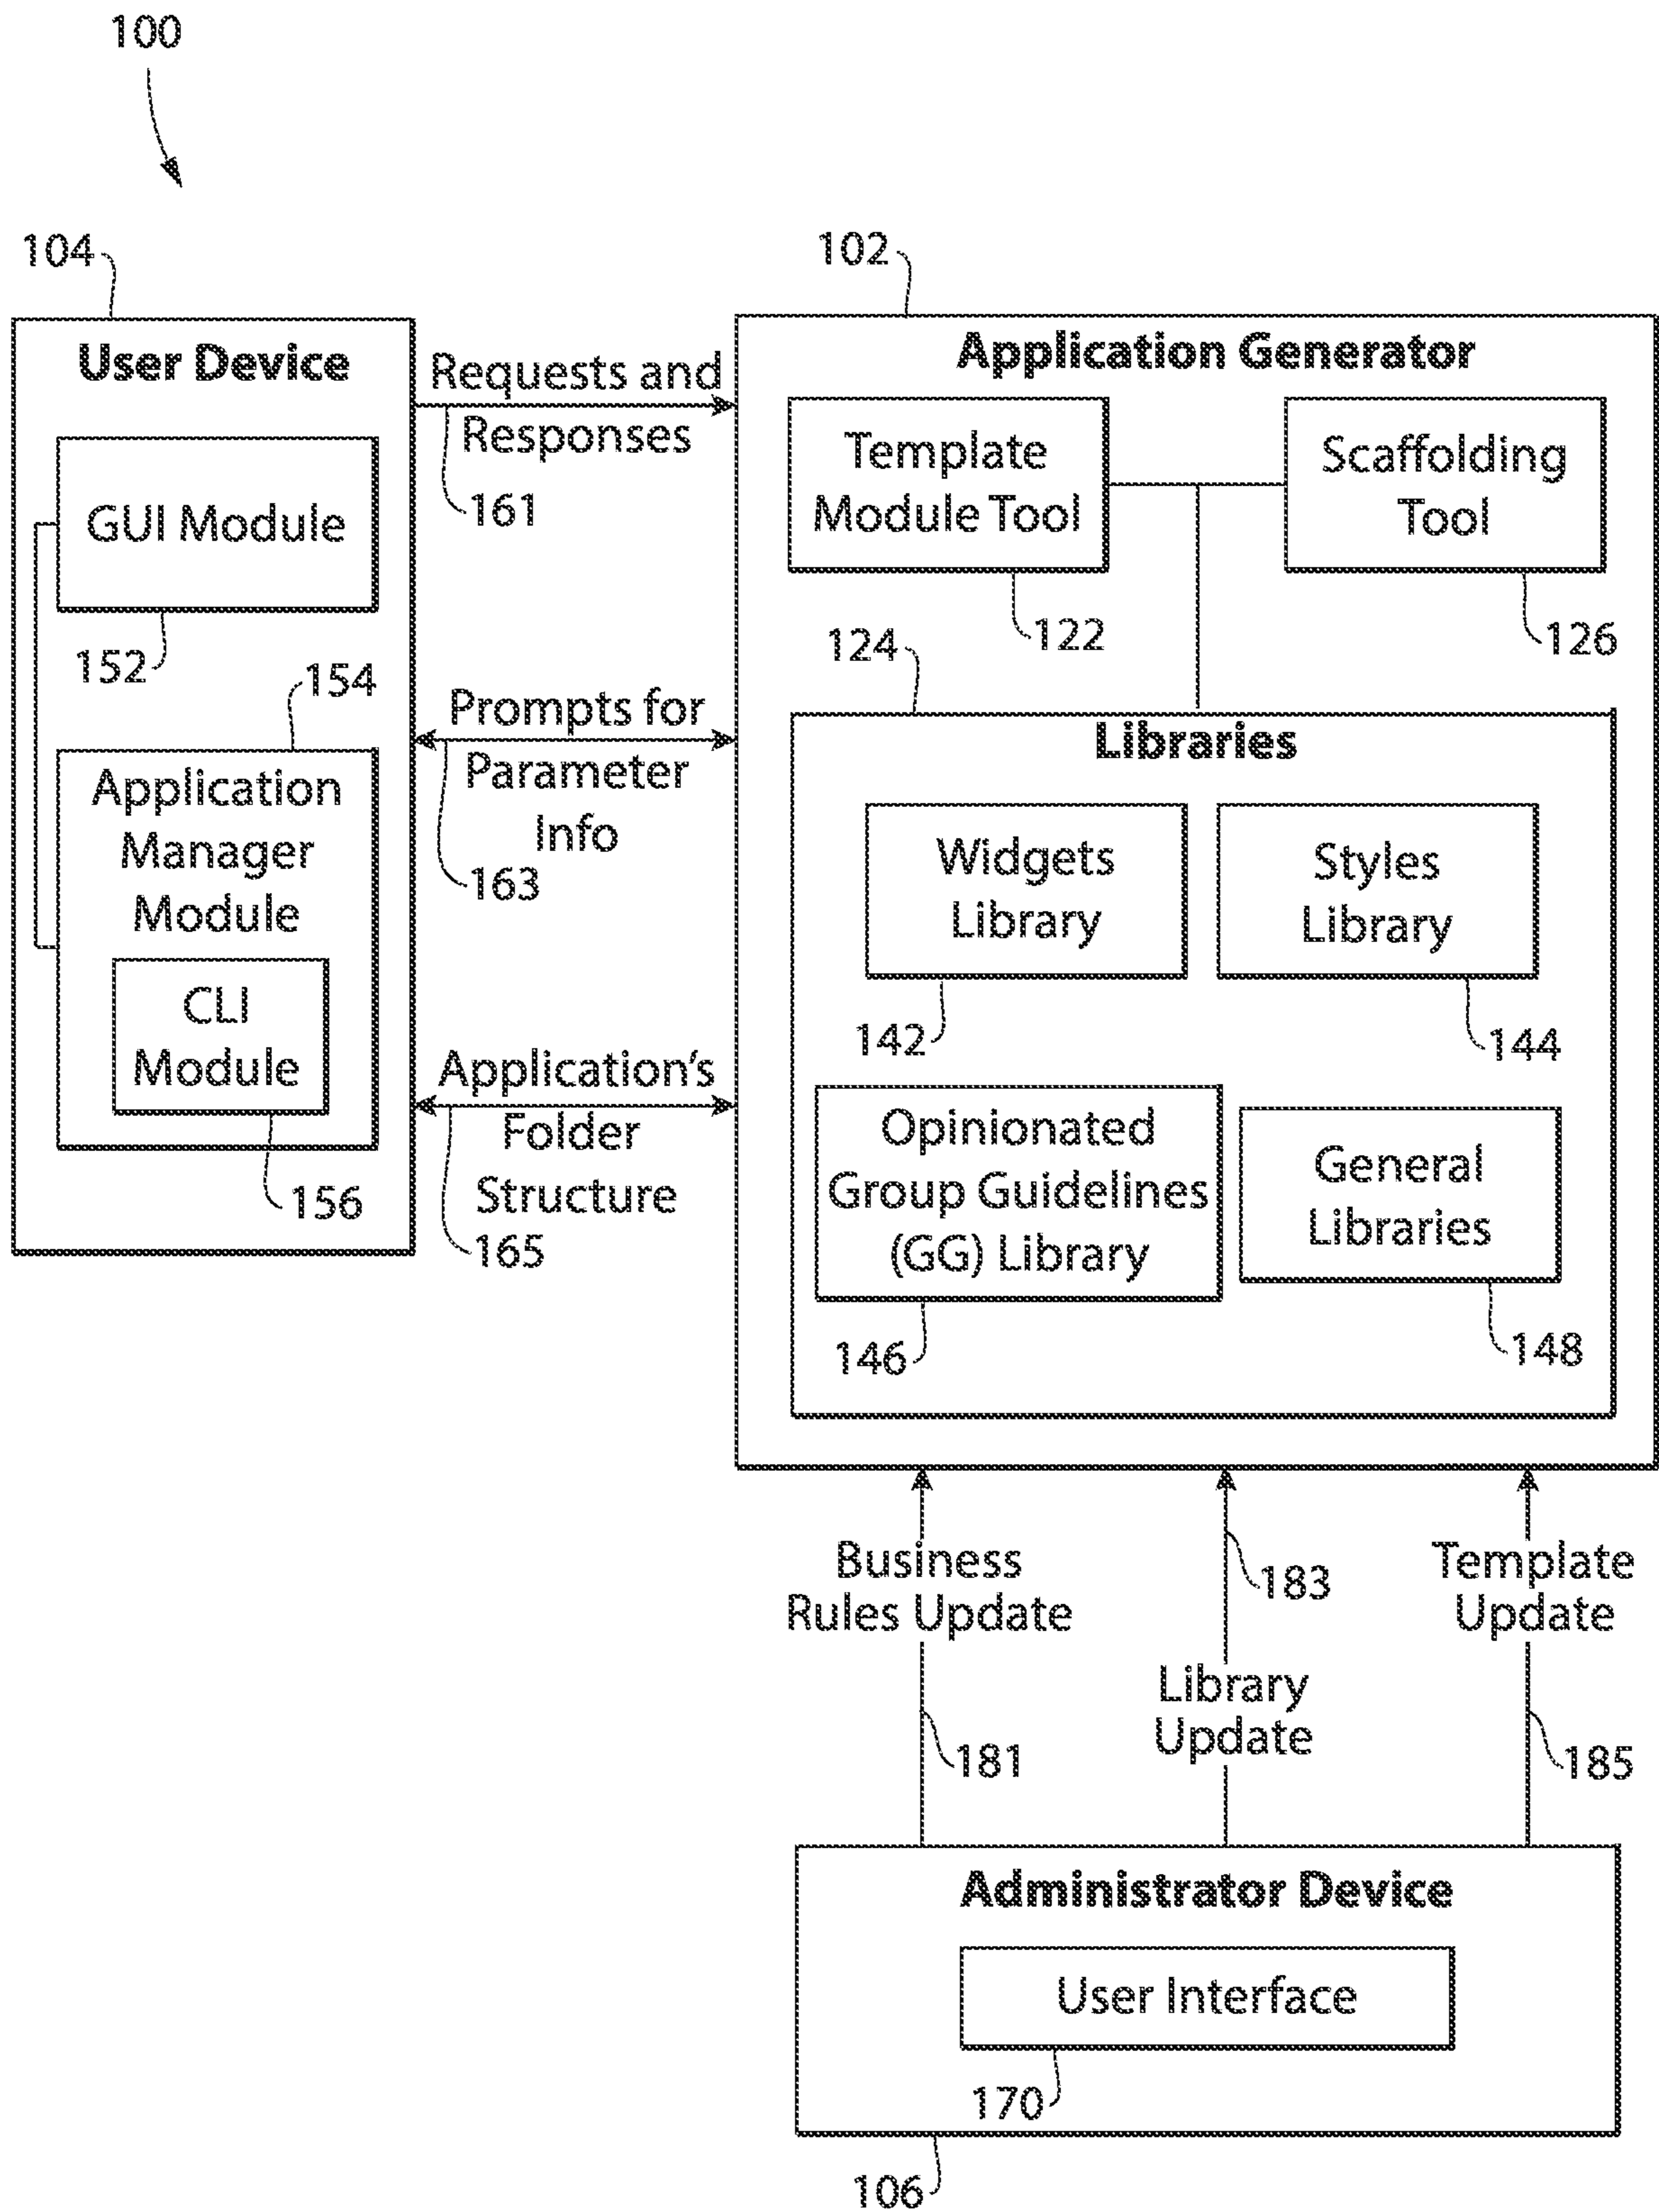 100
104
User Device
GUI Module
152
154
Application
Manager
Module
CLI
Module
156
Requests and
Responses
161
Prompts for
Parameter
Info
163
Application's
Folder
Structure
165
102
Application Generator
Template
Module Tool
122
Scaffolding
Tool
126
124
Libraries
Widgets
Library
142
Styles
Library
144
Opinionated
Group Guidelines
(GG) Library
146
General
Libraries
148
Business
Rules Update
181
183
Library
Update
Template
Update
185
Administrator Device
User Interface
170
106